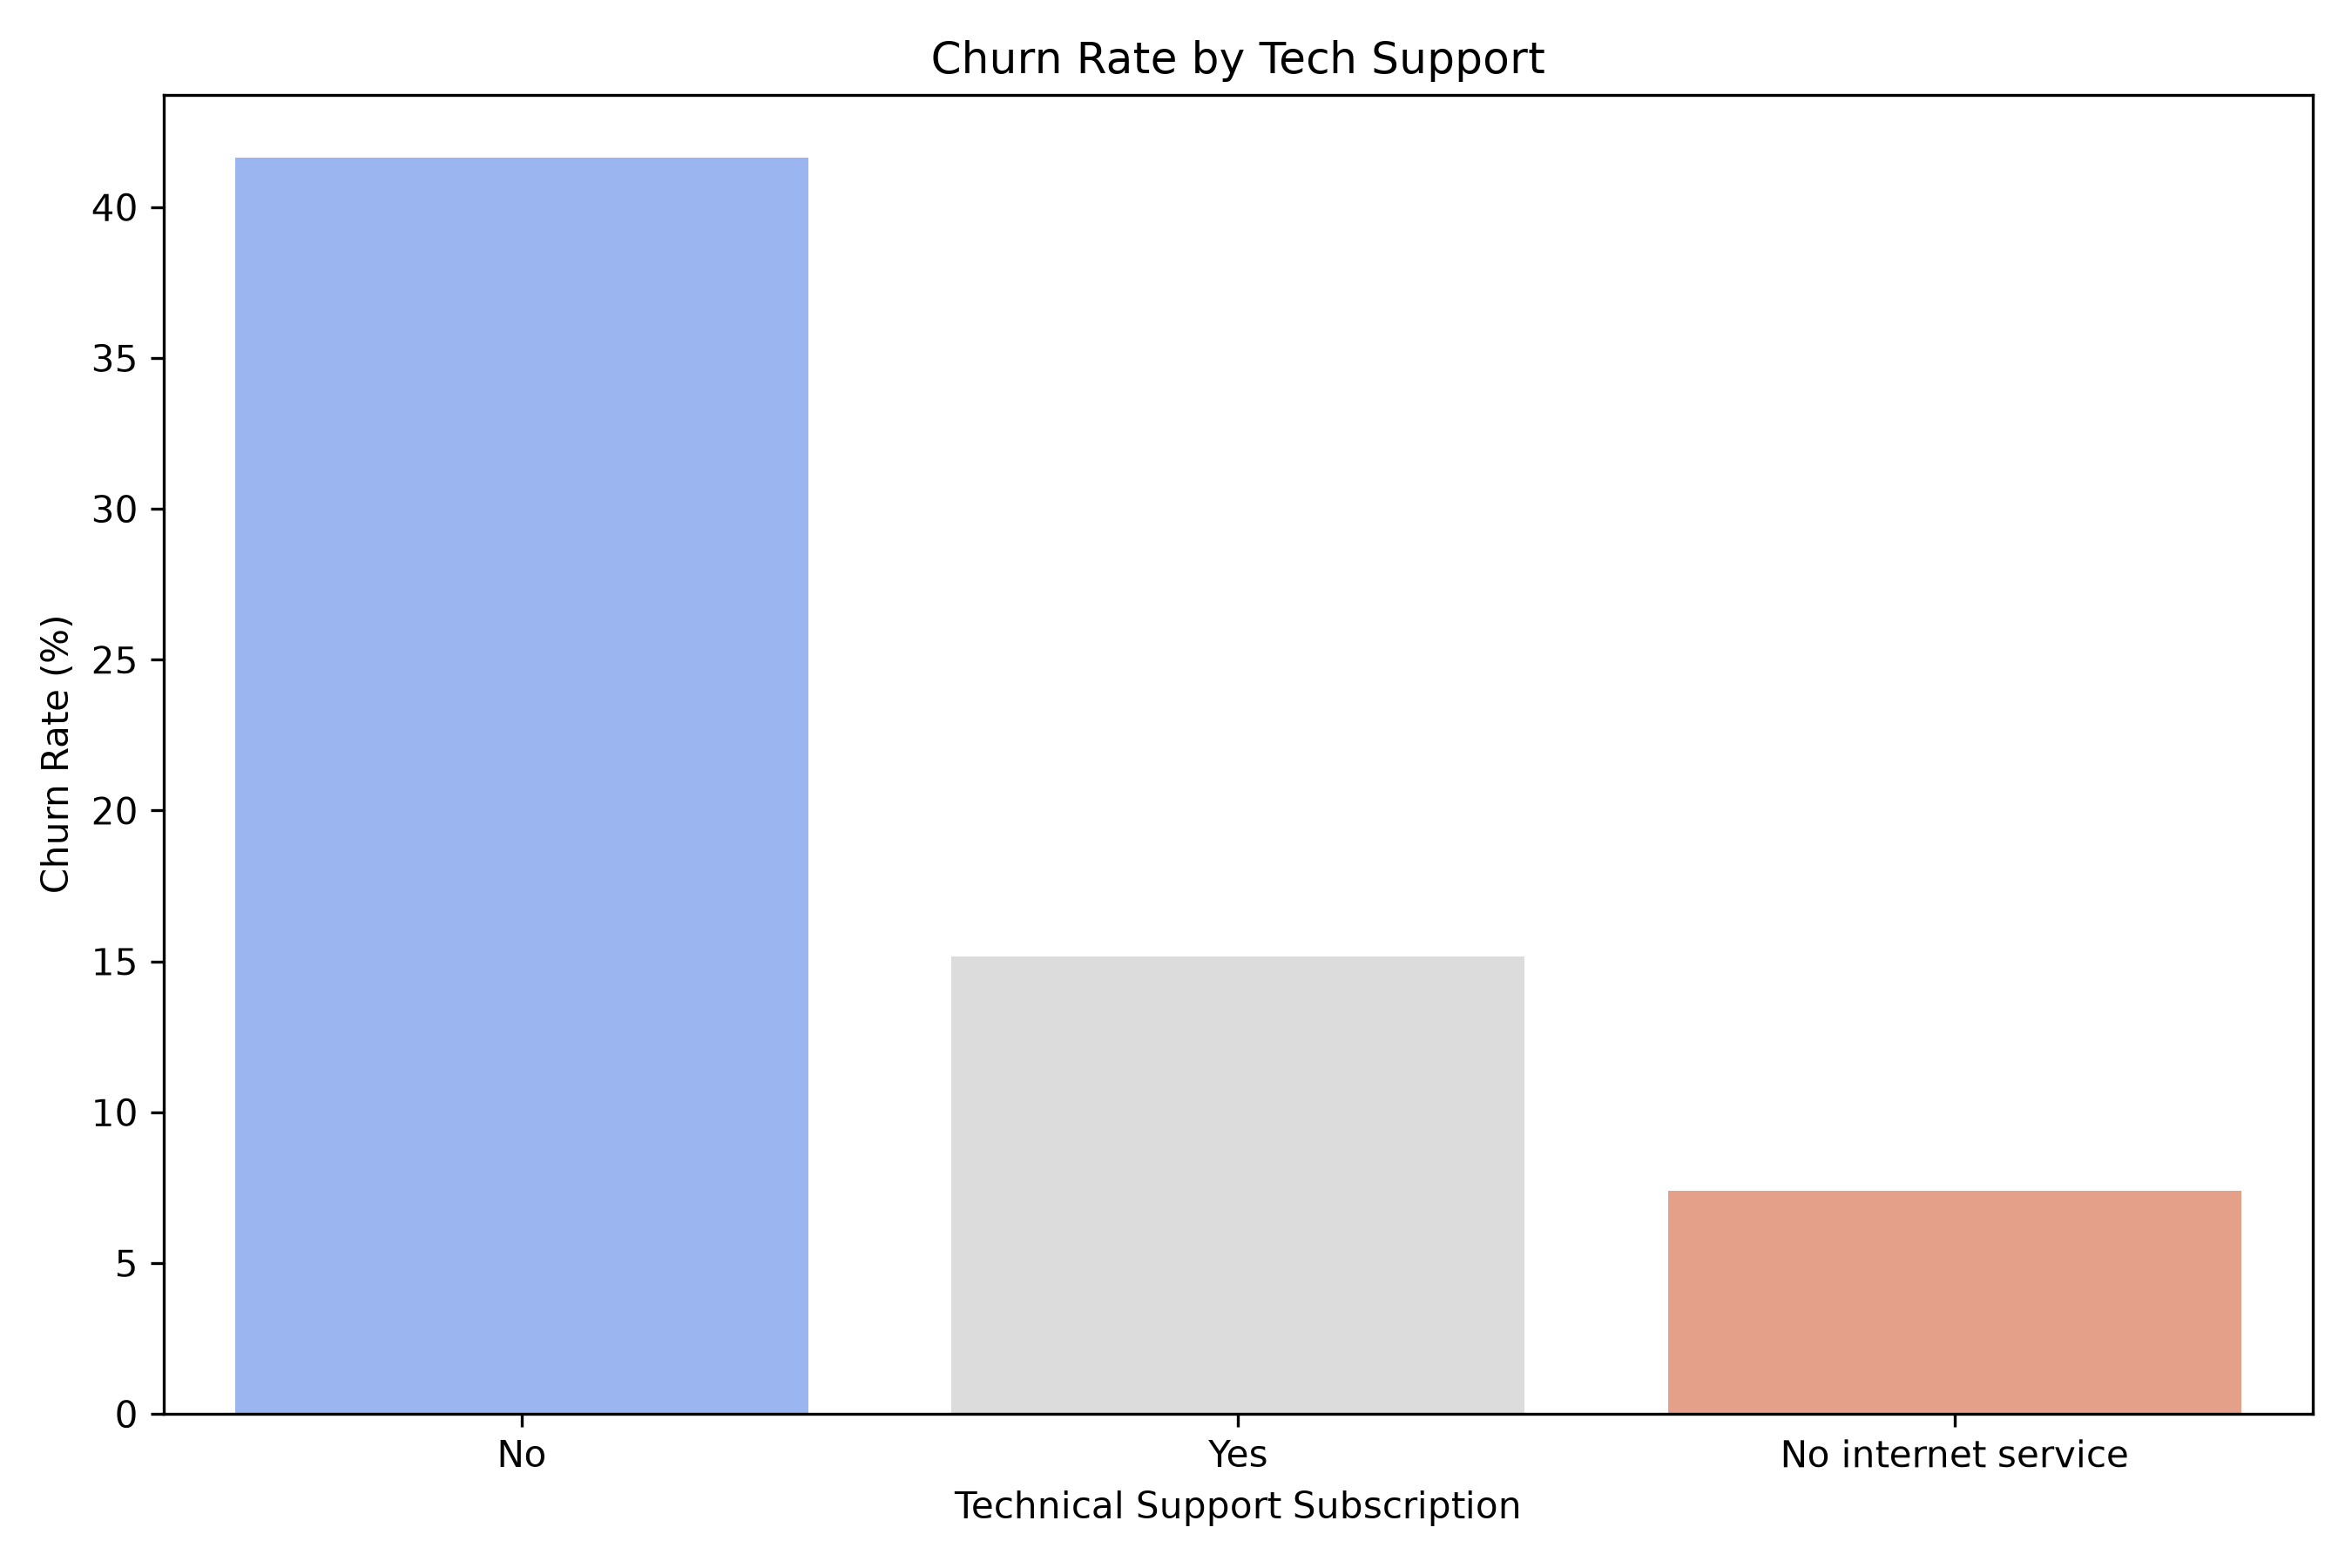 Churn Rate by Tech Support
Churn Rate (%)
40
35
30
25
20
15
10
5
0
No
Yes
No internet service
Technical Support Subscription